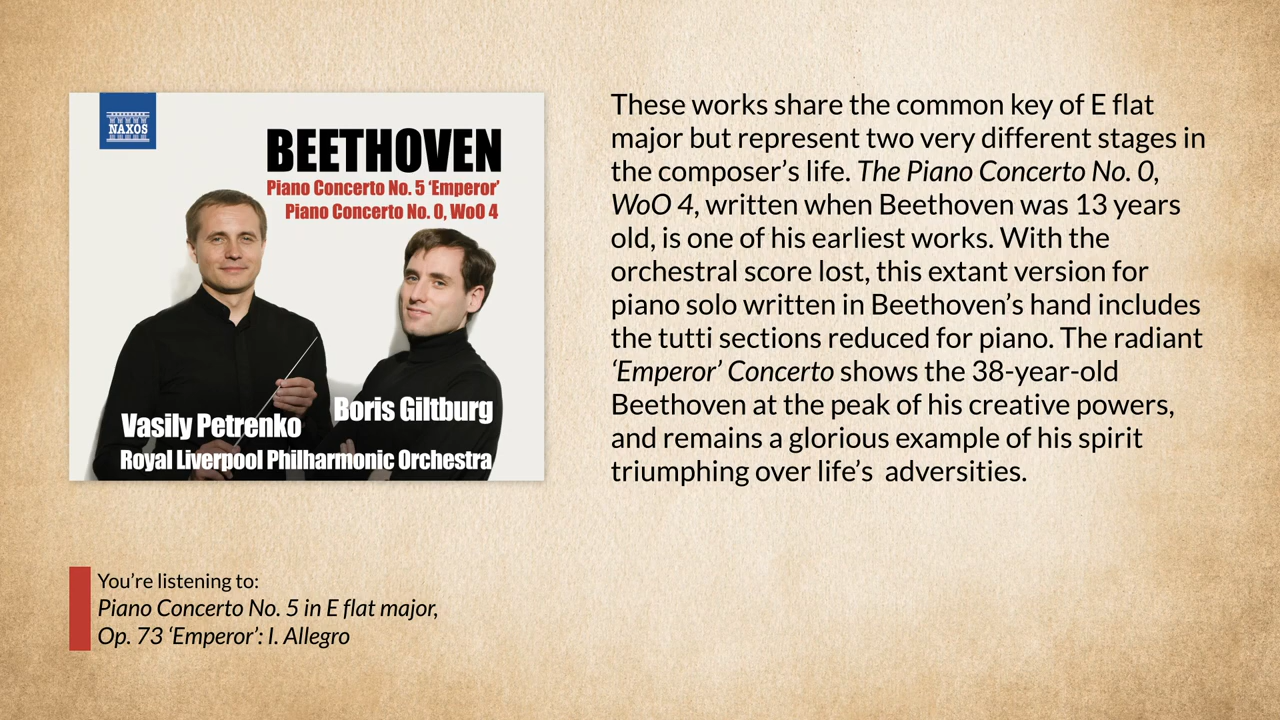 NAXOS
BEETHOVEN
Piano Concerto No. 5 ‘Emperor’
Piano Concerto No. 0, WoO 4
Vasily Petrenko
Boris Giltburg
Royal Liverpool Philharmonic Orchestra
These works share the common key of E flat
major but represent two very different stages in
the composer’s life. The Piano Concerto No. 0,
WoO 4, written when Beethoven was 13 years
old, is one of his earliest works. With the
orchestral score lost, this extant version for
piano solo written in Beethoven’s hand includes
the tutti sections reduced for piano. The radiant
‘Emperor’ Concerto shows the 38-year-old
Beethoven at the peak of his creative powers,
and remains a glorious example of his spirit
triumphing over life’s  adversities.
You’re listening to:
Piano Concerto No. 5 in E flat major,
Op. 73 ‘Emperor’: I. Allegro